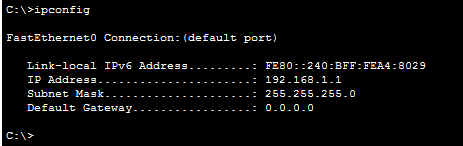 C:\>ipconfig
FastEthernet0 Connection:(default port)
Link-local IPv6 Address.........: FE80::240:BFF:FEA4:8029
IP Address......................: 192.168.1.1
Subnet Mask.....................: 255.255.255.0
Default Gateway.................: 0.0.0.0
C:\>